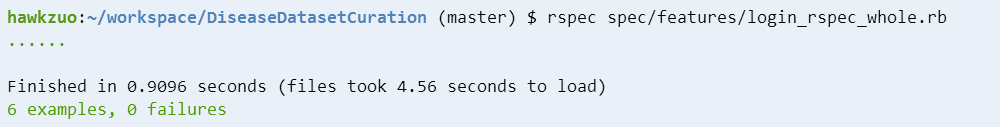 hawkzuo:~/workspace/DiseaseDatasetCuration (master) $ rspec spec/features/login_rspec_whole.rb
......
Finished in 0.9096 seconds (files took 4.56 seconds to load)
6 examples, 0 failures